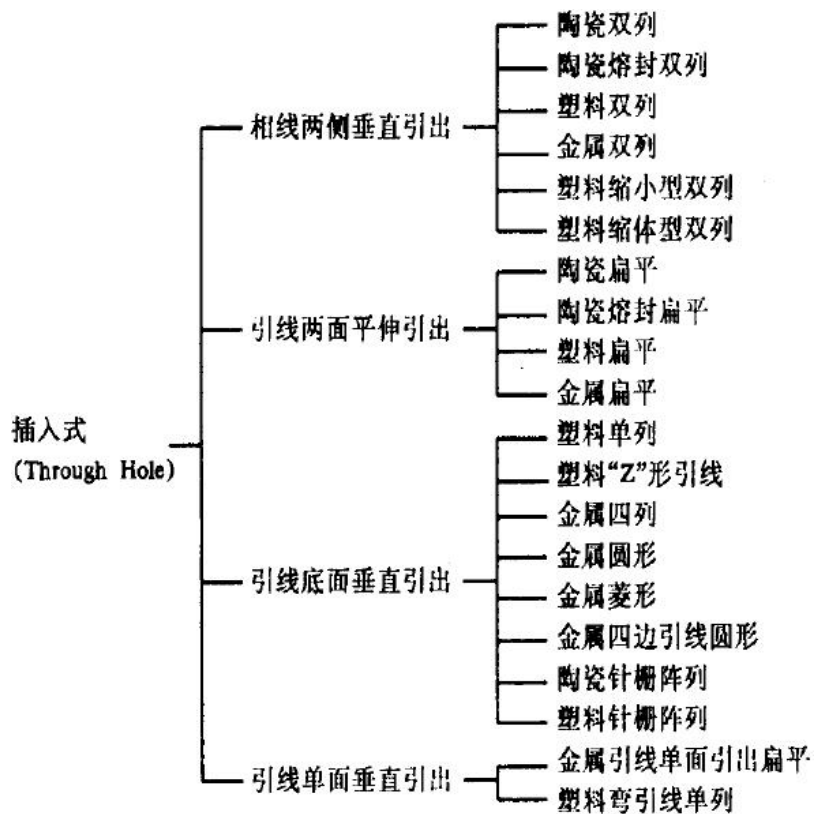 陶瓷双列
陶瓷熔封双列
塑料双列
相线两侧垂直引出
金属双列
塑料缩小型双列
塑料缩体型双列
陶瓷扁平
陶瓷熔封扁平
引线两面平伸引出
塑料扁平
金属扁平
插入式
(Through Hole)
塑料单列
塑料“Z”形引线
金属四列
金属圆形
引线底面垂直引出
金属菱形
金属四边引线圆形
陶瓷针栅阵列
塑料针栅阵列
金属引线单面引出扁平
引线单面垂直引出
塑料弯引线单列